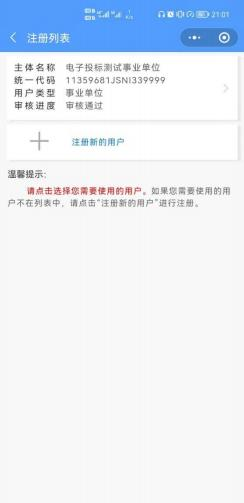 21:01
注册列表
主体名称 电子投标测试事业单位
统一代码 11359681JSNI339999
用户类型 事业单位
审核进度 审核通过
注册新的用户
温馨提示：
请点击选择您需要使用的用户。如果您需要使用的用
户不在列表中，请点击“注册新的用户”进行注册。